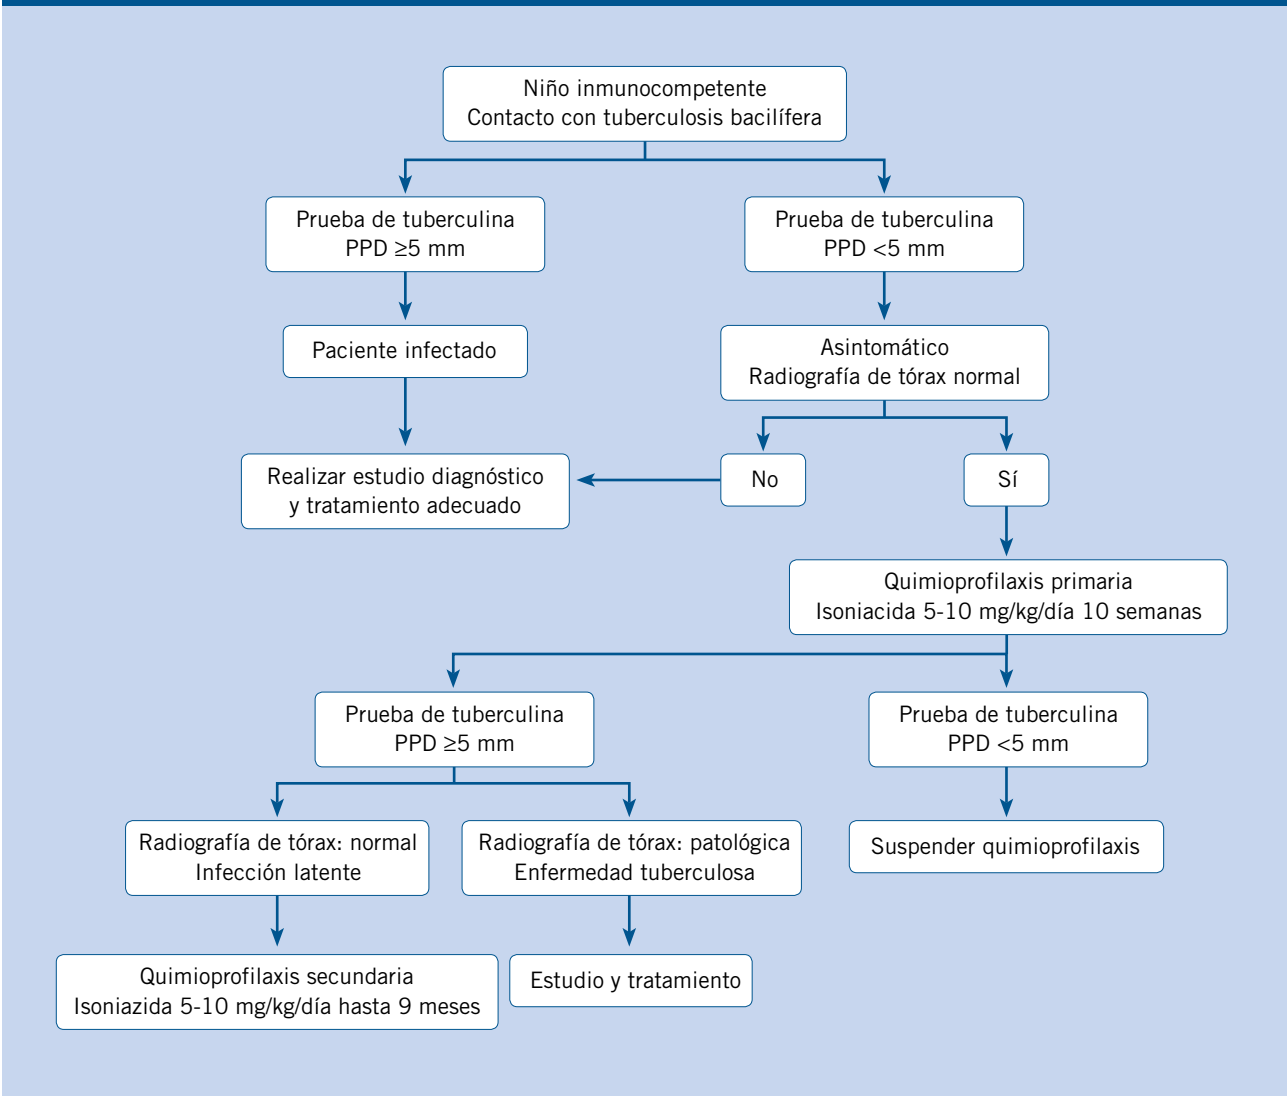 Niño inmunocompetente
Contacto con tuberculosis bacilífera
Prueba de tuberculina
PPD ≥5 mm
Prueba de tuberculina
PPD <5 mm
Paciente infectado
Asintomático
Radiografía de tórax normal
Realizar estudio diagnóstico
y tratamiento adecuado
No
Sí
Quimioprofilaxis primaria
Isoniacida 5-10 mg/kg/día 10 semanas
Prueba de tuberculina
PPD ≥5 mm
Prueba de tuberculina
PPD <5 mm
Radiografía de tórax: normal
Infección latente
Radiografía de tórax: patológica
Enfermedad tuberculosa
Suspender quimioprofilaxis
Quimioprofilaxis secundaria
Isoniazida 5-10 mg/kg/día hasta 9 meses
Estudio y tratamiento